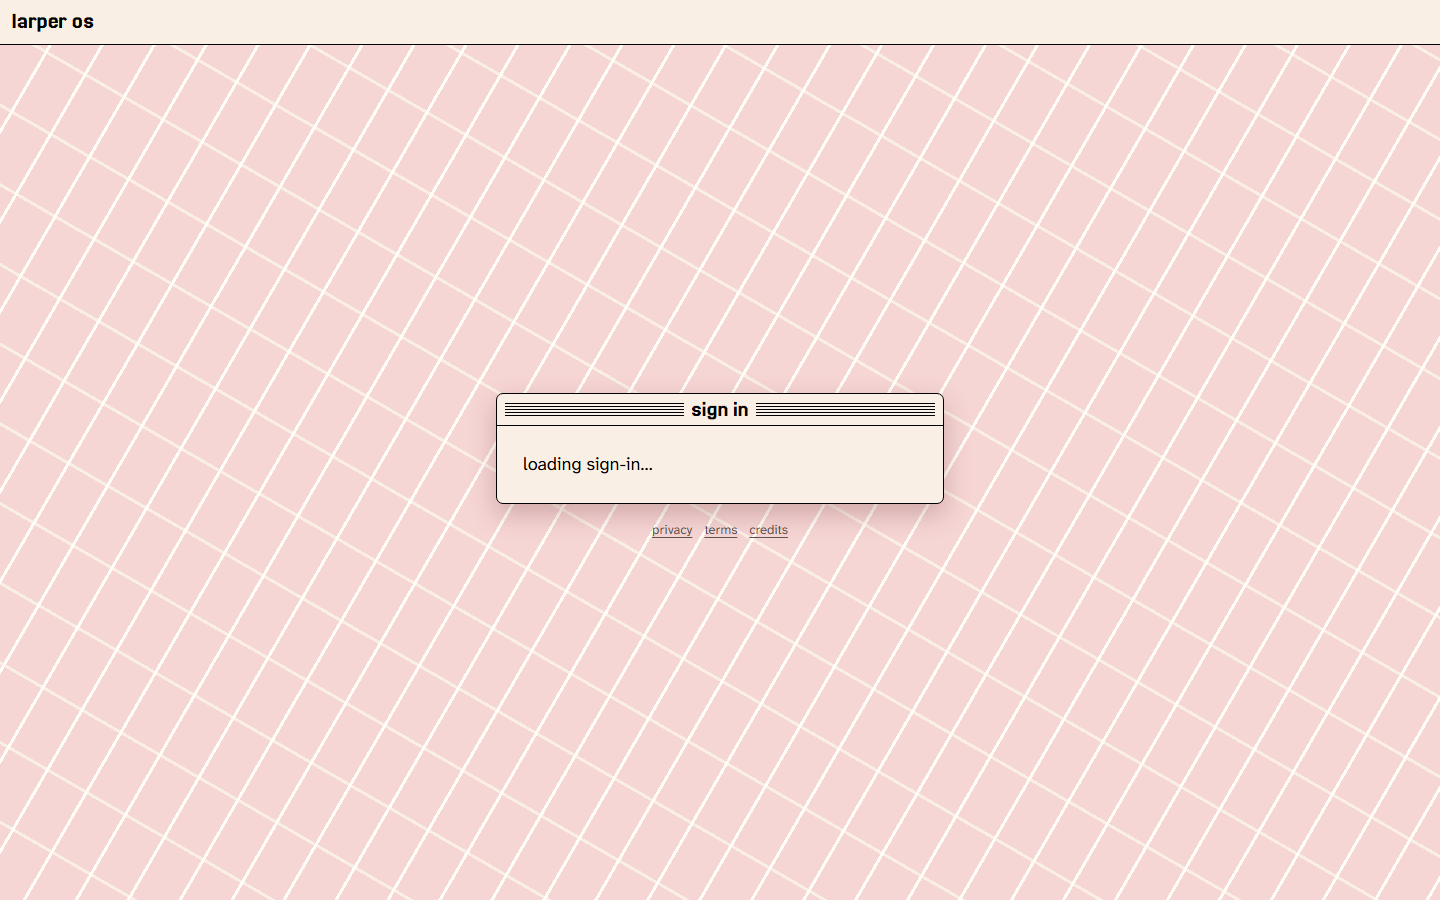 larper os
sign in
loading sign-in...
privacy terms credits